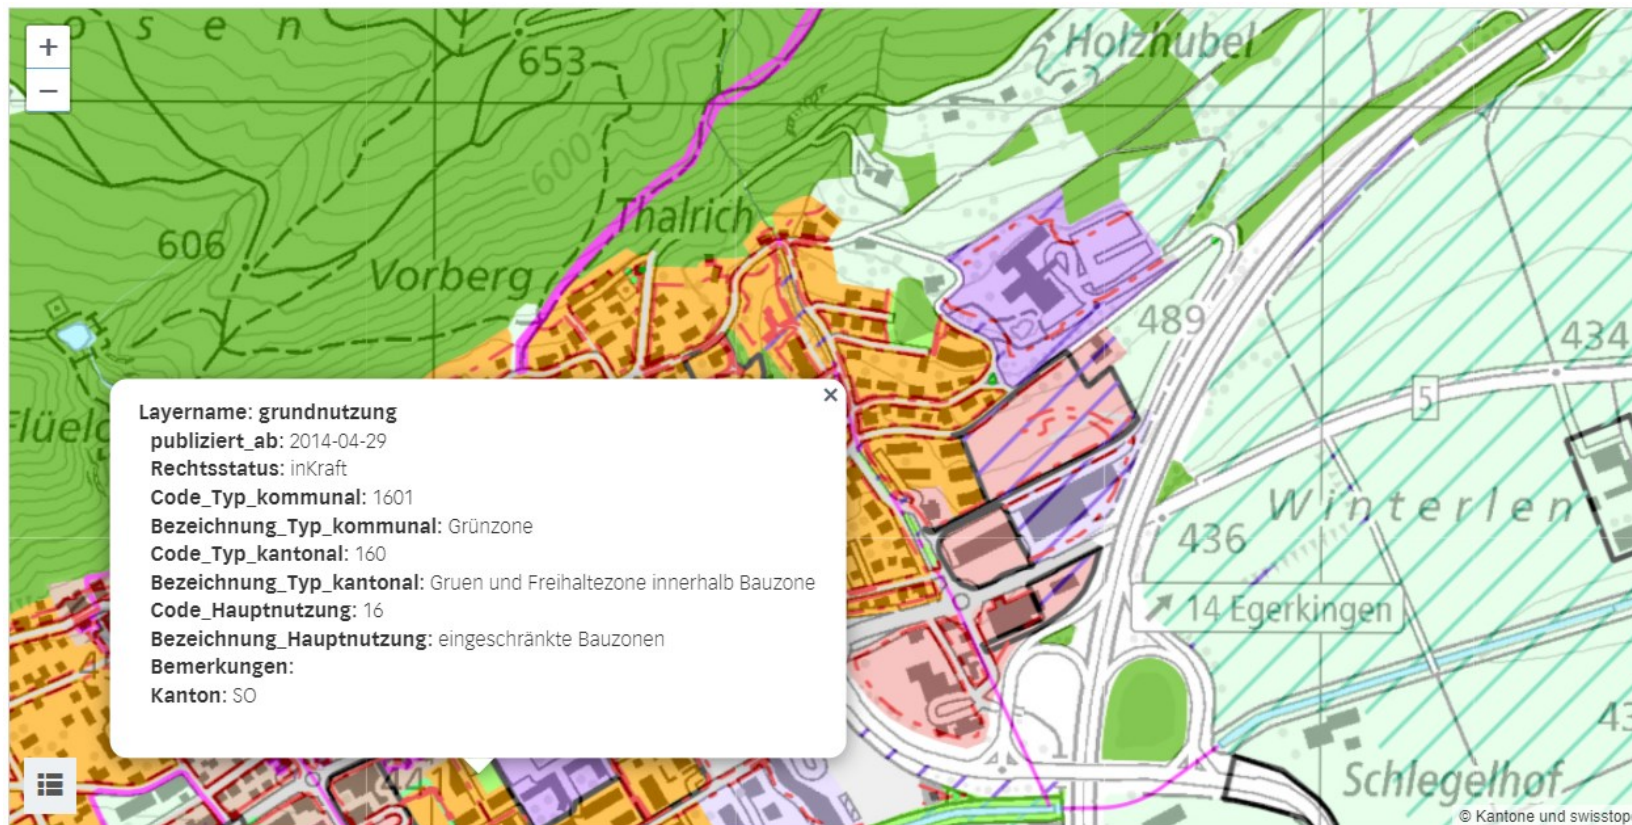 o s e n
+
−
653
Holzhubel
600
Thalrich
606
Vorberg
489
434
5
Layername: grundnutzung
publiziert_ab: 2014-04-29
Rechtsstatus: inKraft
Code_Typ_kommunal: 1601
Bezeichnung_Typ_kommunal: Grünzone
Code_Typ_kantonal: 160
Bezeichnung_Typ_kantonal: Gruen und Freihaltezone innerhalb Bauzone
Code_Hauptnutzung: 16
Bezeichnung_Hauptnutzung: eingeschränkte Bauzonen
Bemerkungen:
Kanton: SO
Winterlen
436
14 Egerkingen
441
Schlegelhof
© Kantone und swisstop